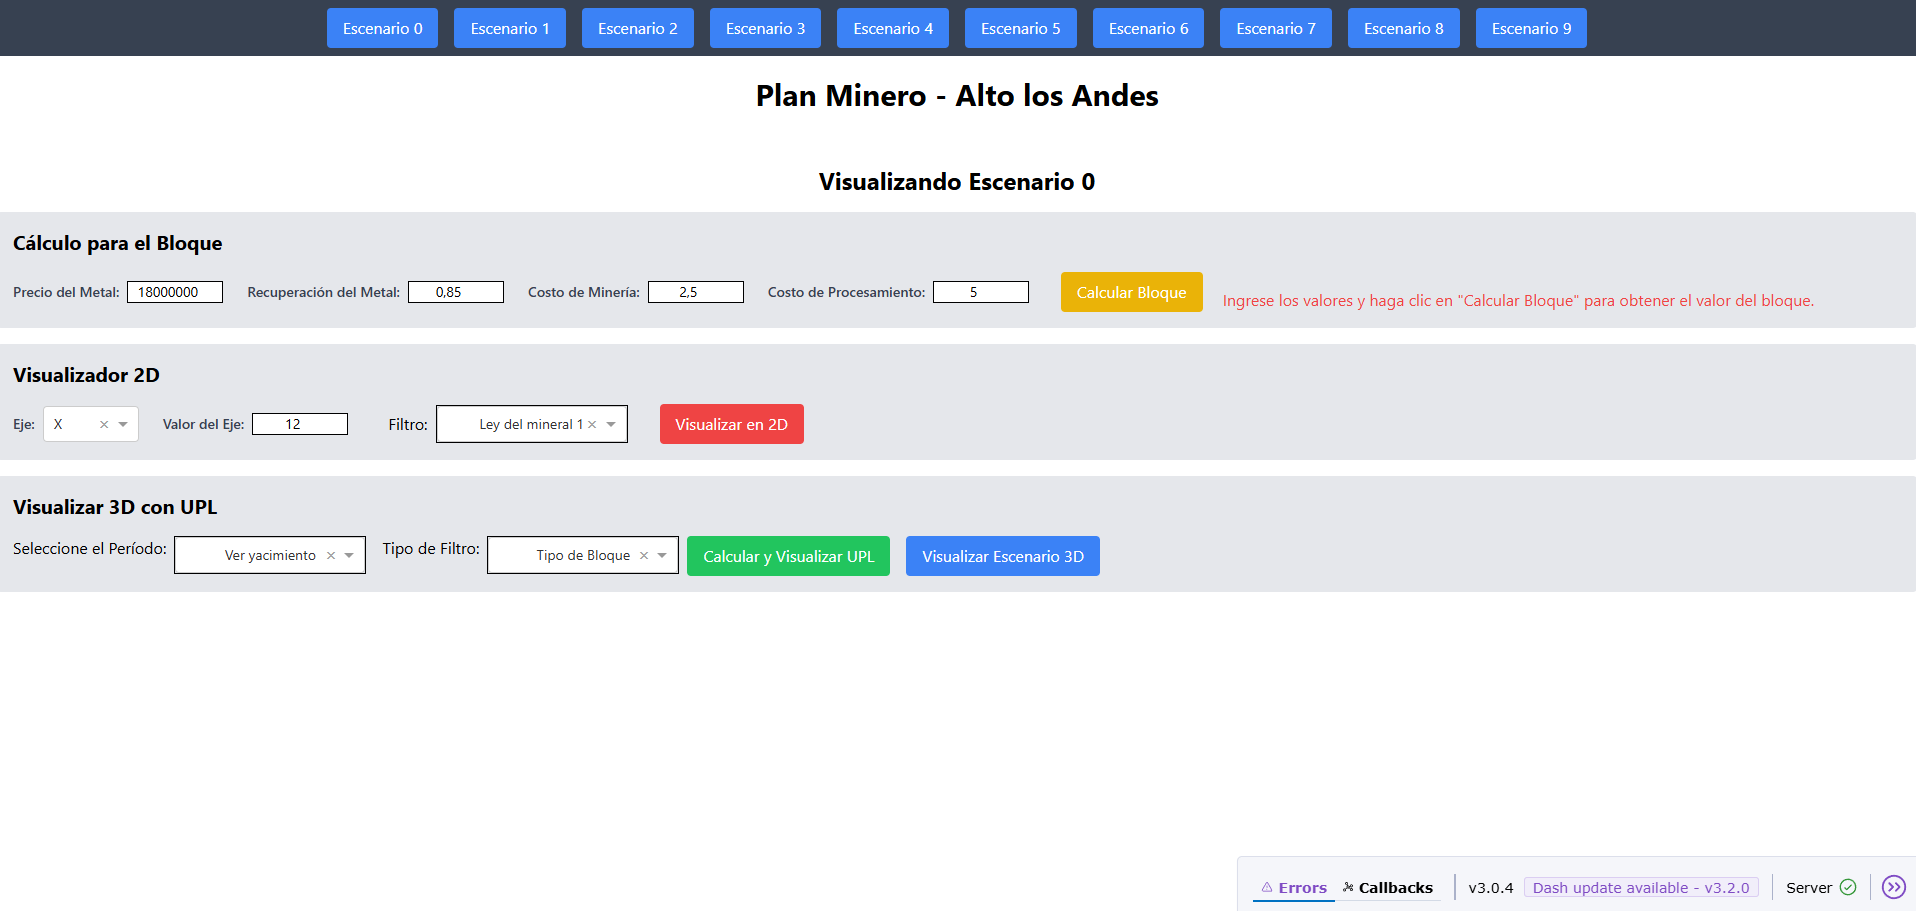 Escenario 0 Escenario 1 Escenario 2 Escenario 3 Escenario 4 Escenario 5 Escenario 6 Escenario 7 Escenario 8 Escenario 9
Plan Minero - Alto los Andes
Visualizando Escenario 0
Cálculo para el Bloque
Precio del Metal: 18000000 Recuperación del Metal: 0,85 Costo de Minería: 2,5 Costo de Procesamiento: 5 Calcular Bloque Ingrese los valores y haga clic en "Calcular Bloque" para obtener el valor del bloque.
Visualizador 2D
Eje: X × Valor del Eje: 12 Filtro: Ley del mineral 1 × Visualizar en 2D
Visualizar 3D con UPL
Seleccione el Período: Ver yacimiento × Tipo de Filtro: Tipo de Bloque × Calcular y Visualizar UPL Visualizar Escenario 3D
Errors Callbacks v3.0.4 Dash update available - v3.2.0 Server